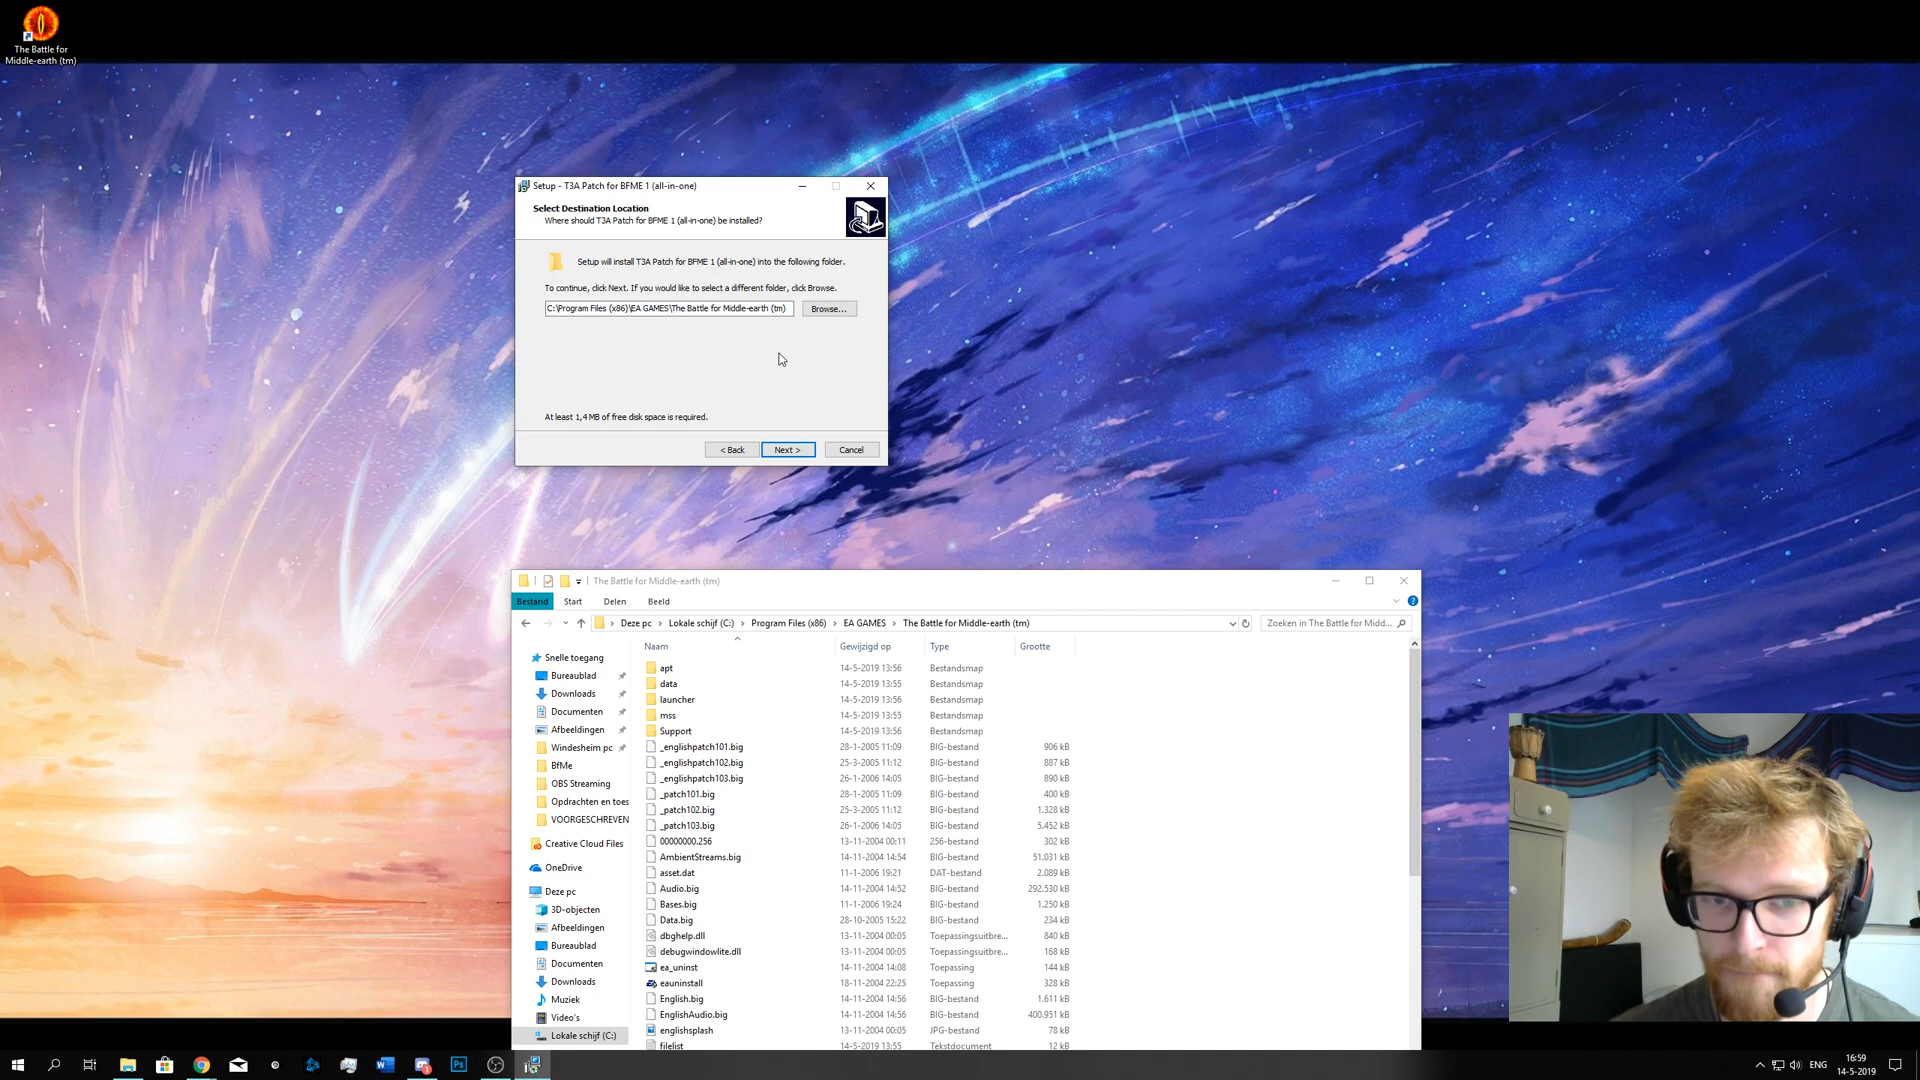 The Battle for
Middle-earth (tm)
Setup - T3A Patch for BFME 1 (all-in-one)
Select Destination Location
Where should T3A Patch for BFME 1 (all-in-one) be installed?
Setup will install T3A Patch for BFME 1 (all-in-one) into the following folder.
To continue, click Next. If you would like to select a different folder, click Browse.
C:\Program Files (x86)\EA GAMES\The Battle for Middle-earth (tm)
Browse...
At least 1,4 MB of free disk space is required.
< Back
Next >
Cancel
The Battle for Middle-earth (tm)
Bestand
Start
Delen
Beeld
Deze pc > Lokale schijf (C:) > Program Files (x86) > EA GAMES > The Battle for Middle-earth (tm)
Zoeken in The Battle for Midd...
Naam
Gewijzigd op
Type
Grootte
Snelle toegang
Bureaublad
Downloads
Documenten
Afbeeldingen
Windesheim pc
BfMe
OBS Streaming
Opdrachten en toes
VOORGESCHREVEN
Creative Cloud Files
OneDrive
Deze pc
3D-objecten
Afbeeldingen
Bureaublad
Documenten
Downloads
Muziek
Video's
Lokale schijf (C:)
apt 14-5-2019 13:56 Bestandsmap
data 14-5-2019 13:55 Bestandsmap
launcher 14-5-2019 13:56 Bestandsmap
mss 14-5-2019 13:55 Bestandsmap
Support 14-5-2019 13:56 Bestandsmap
_englishpatch101.big 28-1-2005 11:09 BIG-bestand 906 kB
_englishpatch102.big 25-3-2005 11:12 BIG-bestand 887 kB
_englishpatch103.big 26-1-2006 14:05 BIG-bestand 890 kB
_patch101.big 28-1-2005 11:09 BIG-bestand 400 kB
_patch102.big 25-3-2005 11:12 BIG-bestand 1.328 kB
_patch103.big 26-1-2006 14:05 BIG-bestand 5.452 kB
00000000.256 13-11-2004 00:11 256-bestand 302 kB
AmbientStreams.big 14-11-2004 14:54 BIG-bestand 51.031 kB
asset.dat 11-1-2006 19:21 DAT-bestand 2.089 kB
Audio.big 14-11-2004 14:52 BIG-bestand 292.530 kB
Bases.big 11-1-2006 19:24 BIG-bestand 1.250 kB
Data.big 28-10-2005 15:22 BIG-bestand 234 kB
dbghelp.dll 13-11-2004 00:05 Toepassingsuitbre... 840 kB
debugwindowlite.dll 13-11-2004 00:05 Toepassingsuitbre... 168 kB
ea_uninst 14-11-2004 14:08 Toepassing 144 kB
eauninstall 18-11-2004 22:25 Toepassing 328 kB
English.big 14-11-2004 14:56 BIG-bestand 1.611 kB
EnglishAudio.big 14-11-2004 14:56 BIG-bestand 400.951 kB
englishsplash 13-11-2004 00:05 JPG-bestand 78 kB
filelist 14-5-2019 13:55 Tekstdocument 12 kB
ENG
16:59
14-5-2019